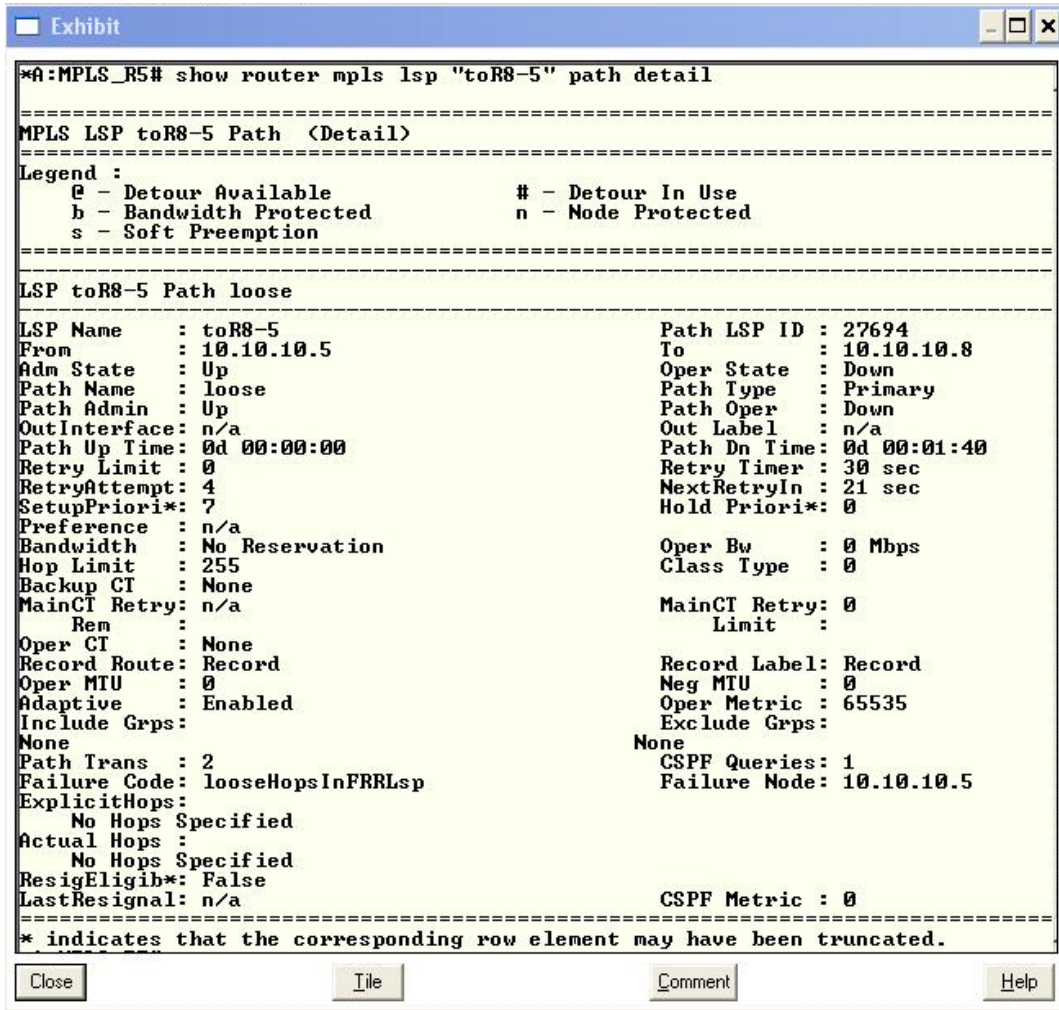 Exhibit
*A:MPLS_R5# show router mpls lsp "toR8-5" path detail
===============================================================================
MPLS LSP toR8-5 Path  (Detail)
===============================================================================
Legend :
    @ - Detour Available              # - Detour In Use
    b - Bandwidth Protected           n - Node Protected
    s - Soft Preemption
===============================================================================
-------------------------------------------------------------------------------
LSP toR8-5 Path loose
-------------------------------------------------------------------------------
LSP Name    : toR8-5                              Path LSP ID : 27694
From        : 10.10.10.5                          To          : 10.10.10.8
Adm State   : Up                                  Oper State  : Down
Path Name   : loose                               Path Type   : Primary
Path Admin  : Up                                  Path Oper   : Down
OutInterface: n/a                                 Out Label   : n/a
Path Up Time: 0d 00:00:00                         Path Dn Time: 0d 00:01:40
Retry Limit : 0                                   Retry Timer : 30 sec
RetryAttempt: 4                                   NextRetryIn : 21 sec
SetupPriori*: 7                                   Hold Priori*: 0
Preference  : n/a
Bandwidth   : No Reservation                      Oper Bw     : 0 Mbps
Hop Limit   : 255                                 Class Type  : 0
Backup CT   : None
MainCT Retry: n/a                                 MainCT Retry: 0
    Rem     :                                         Limit   :
Oper CT     : None
Record Route: Record                              Record Label: Record
Oper MTU    : 0                                   Neg MTU     : 0
Adaptive    : Enabled                             Oper Metric : 65535
Include Grps:                                     Exclude Grps:
None                                            None
Path Trans  : 2                                   CSPF Queries: 1
Failure Code: looseHopsInFRRLsp                   Failure Node: 10.10.10.5
ExplicitHops:
    No Hops Specified
Actual Hops :
    No Hops Specified
ResigEligib*: False
LastResignal: n/a                                 CSPF Metric : 0
===============================================================================
* indicates that the corresponding row element may have been truncated.
Close Tile Comment Help